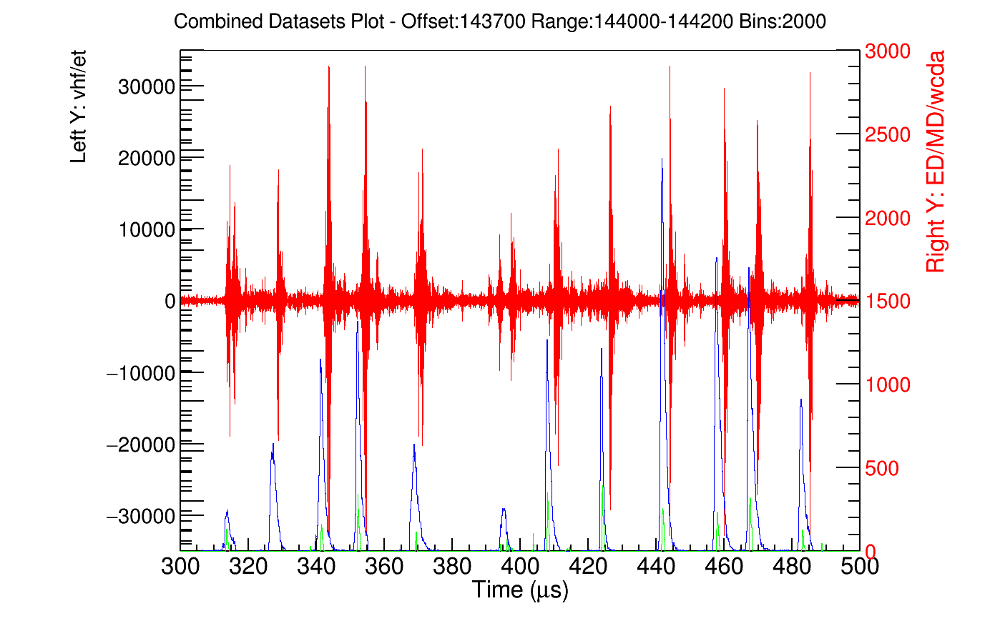 Combined Datasets Plot - Offset:143700 Range:144000-144200 Bins:2000
Left Y: vhf/et
30000
20000
10000
0
−10000
−20000
−30000
3000
2500
2000
1500
1000
500
0
Right Y: ED/MD/wcda
300 320 340 360 380 400 420 440 460 480 500
Time (μs)